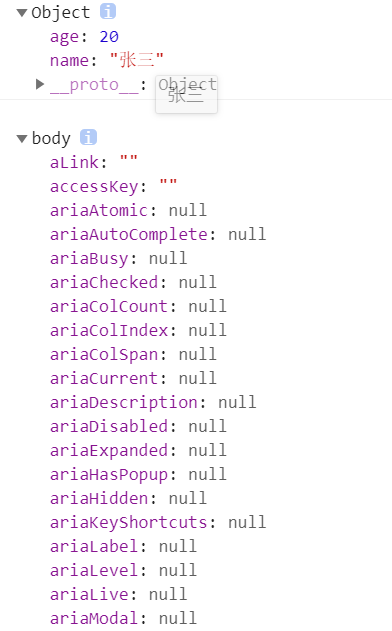 Object i
age: 20
name: "张三"
__proto__: Object
张三
body i
aLink: ""
accessKey: ""
ariaAtomic: null
ariaAutoComplete: null
ariaBusy: null
ariaChecked: null
ariaColCount: null
ariaColIndex: null
ariaColSpan: null
ariaCurrent: null
ariaDescription: null
ariaDisabled: null
ariaExpanded: null
ariaHasPopup: null
ariaHidden: null
ariaKeyShortcuts: null
ariaLabel: null
ariaLevel: null
ariaLive: null
ariaModal: null